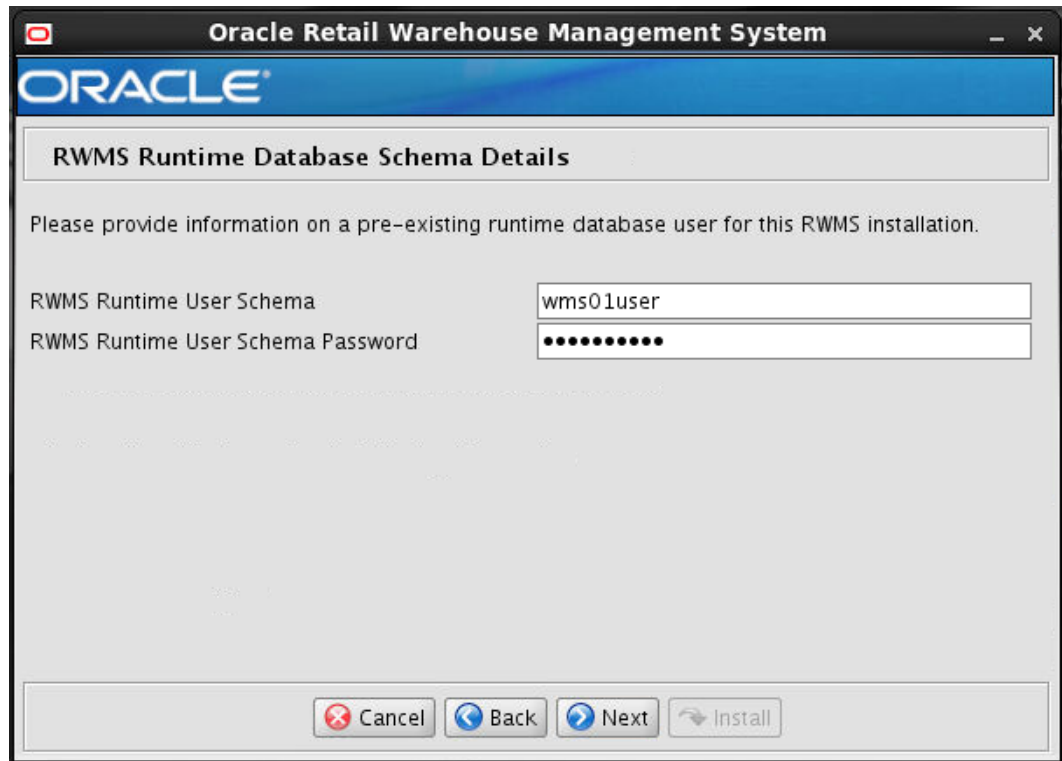 Oracle Retail Warehouse Management System
ORACLE®
RWMS Runtime Database Schema Details
Please provide information on a pre-existing runtime database user for this RWMS installation.
RWMS Runtime User Schema wms01user
RWMS Runtime User Schema Password ••••••••••
Cancel Back Next Install